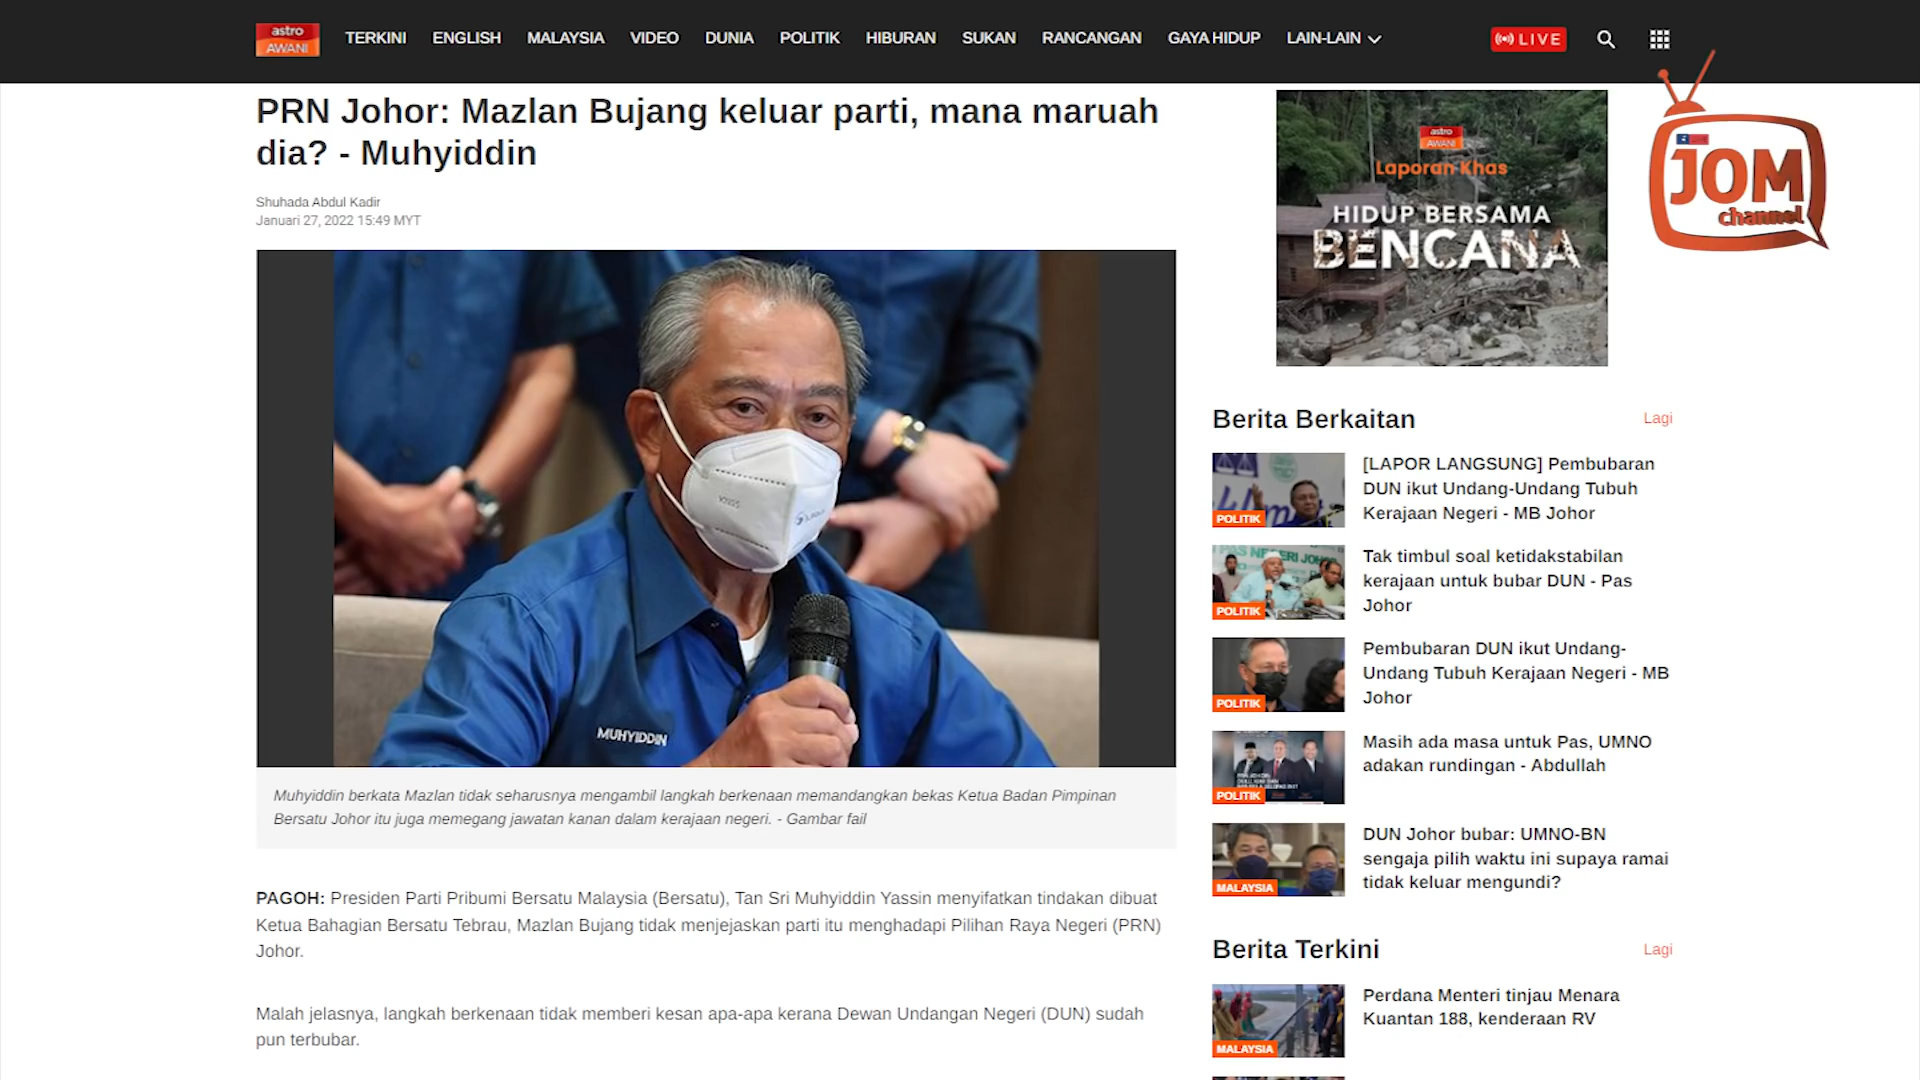 astro
AWANI
TERKINI
ENGLISH
MALAYSIA
VIDEO
DUNIA
POLITIK
HIBURAN
SUKAN
RANCANGAN
GAYA HIDUP
LAIN-LAIN
LIVE
PRN Johor: Mazlan Bujang keluar parti, mana maruah
dia? - Muhyiddin
Shuhada Abdul Kadir
Januari 27, 2022 15:49 MYT
MUHYIDDIN
Muhyiddin berkata Mazlan tidak seharusnya mengambil langkah berkenaan memandangkan bekas Ketua Badan Pimpinan
Bersatu Johor itu juga memegang jawatan kanan dalam kerajaan negeri. - Gambar fail
PAGOH: Presiden Parti Pribumi Bersatu Malaysia (Bersatu), Tan Sri Muhyiddin Yassin menyifatkan tindakan dibuat
Ketua Bahagian Bersatu Tebrau, Mazlan Bujang tidak menjejaskan parti itu menghadapi Pilihan Raya Negeri (PRN)
Johor.
Malah jelasnya, langkah berkenaan tidak memberi kesan apa-apa kerana Dewan Undangan Negeri (DUN) sudah
pun terbubar.
astro
AWANI
Laporan Khas
HIDUP BERSAMA
BENCANA
JOM
channel
Berita Berkaitan
Lagi
POLITIK
[LAPOR LANGSUNG] Pembubaran
DUN ikut Undang-Undang Tubuh
Kerajaan Negeri - MB Johor
PAS NEGERI JOHOR
POLITIK
Tak timbul soal ketidakstabilan
kerajaan untuk bubar DUN - Pas
Johor
POLITIK
Pembubaran DUN ikut Undang-
Undang Tubuh Kerajaan Negeri - MB
Johor
POLITIK
Masih ada masa untuk Pas, UMNO
adakan rundingan - Abdullah
MALAYSIA
DUN Johor bubar: UMNO-BN
sengaja pilih waktu ini supaya ramai
tidak keluar mengundi?
Berita Terkini
Lagi
MALAYSIA
Perdana Menteri tinjau Menara
Kuantan 188, kenderaan RV